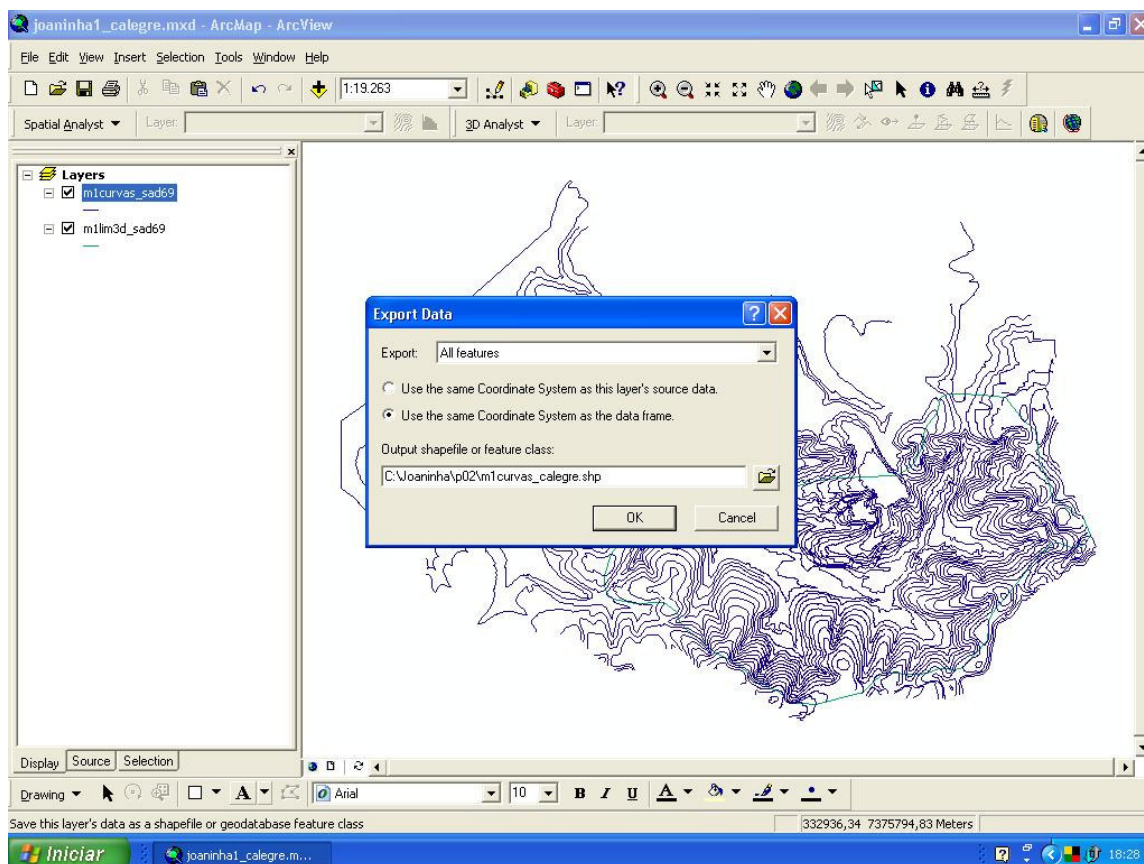 joaninha1_calegre.mxd - ArcMap - ArcView
File Edit View Insert Selection Tools Window Help
1:19.263
Spatial Analyst Layer: 3D Analyst Layer:
Layers
m1curvas_sad69
m1lim3d_sad69
Export Data
Export: All features
Use the same Coordinate System as this layer's source data.
Use the same Coordinate System as the data frame.
Output shapefile or feature class:
C:\Joaninha\p02\m1curvas_calegre.shp
OK Cancel
Display Source Selection
Drawing A Arial 10 B I U A
Save this layer's data as a shapefile or geodatabase feature class 332936,34 7375794,83 Meters
Iniciar joaninha1_calegre.m... 18:28